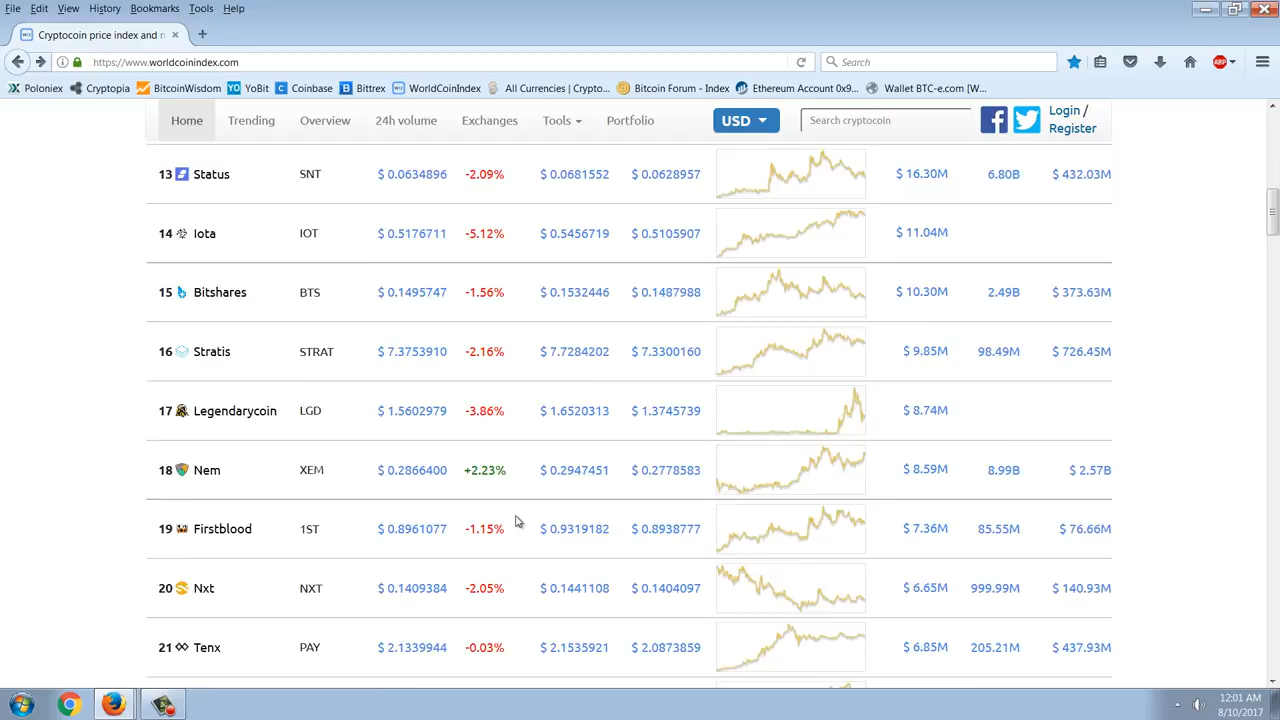 File Edit View History Bookmarks Tools Help
Cryptocoin price index and n
https://www.worldcoinindex.com Search
Poloniex Cryptopia BitcoinWisdom YoBit Coinbase Bittrex WorldCoinIndex All Currencies | Crypto... Bitcoin Forum - Index Ethereum Account 0x9... Wallet BTC-e.com [W...
Home Trending Overview 24h volume Exchanges Tools Portfolio USD Search cryptocoin Login / Register
13 Status SNT $ 0.0634896 -2.09% $ 0.0681552 $ 0.0628957 $ 16.30M 6.80B $ 432.03M
14 Iota IOT $ 0.5176711 -5.12% $ 0.5456719 $ 0.5105907 $ 11.04M
15 Bitshares BTS $ 0.1495747 -1.56% $ 0.1532446 $ 0.1487988 $ 10.30M 2.49B $ 373.63M
16 Stratis STRAT $ 7.3753910 -2.16% $ 7.7284202 $ 7.3300160 $ 9.85M 98.49M $ 726.45M
17 Legendarycoin LGD $ 1.5602979 -3.86% $ 1.6520313 $ 1.3745739 $ 8.74M
18 Nem XEM $ 0.2866400 +2.23% $ 0.2947451 $ 0.2778583 $ 8.59M 8.99B $ 2.57B
19 Firstblood 1ST $ 0.8961077 -1.15% $ 0.9319182 $ 0.8938777 $ 7.36M 85.55M $ 76.66M
20 Nxt NXT $ 0.1409384 -2.05% $ 0.1441108 $ 0.1404097 $ 6.65M 999.99M $ 140.93M
21 Tenx PAY $ 2.1339944 -0.03% $ 2.1535921 $ 2.0873859 $ 6.85M 205.21M $ 437.93M
12:01 AM
8/10/2017